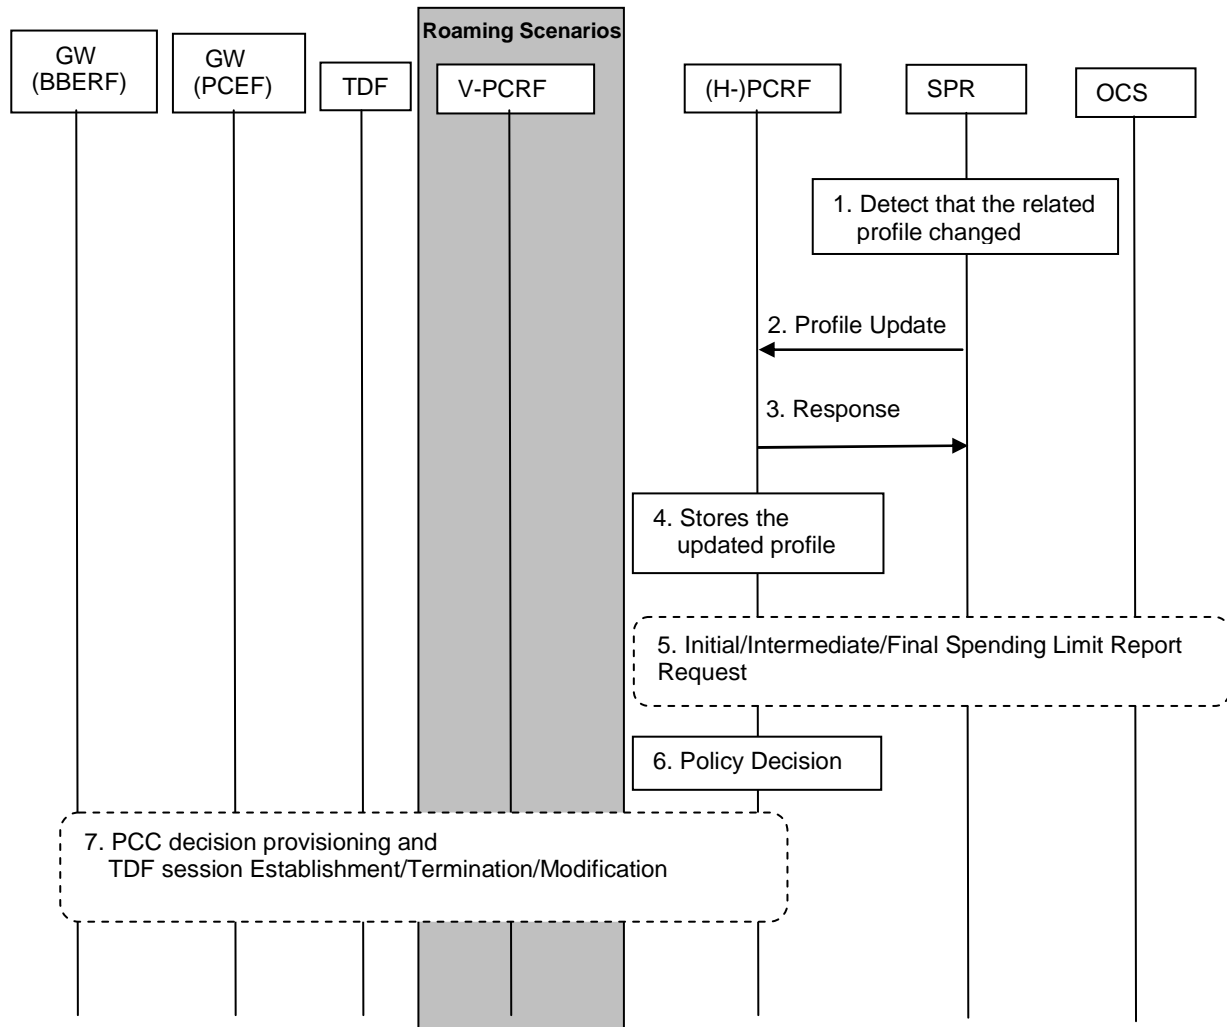 Roaming Scenarios
GW
(BBERF)
GW
(PCEF)
TDF
V-PCRF
(H-)PCRF
SPR
OCS
1. Detect that the related
profile changed
2. Profile Update
3. Response
4. Stores the
updated profile
5. Initial/Intermediate/Final Spending Limit Report
Request
6. Policy Decision
7. PCC decision provisioning and
TDF session Establishment/Termination/Modification